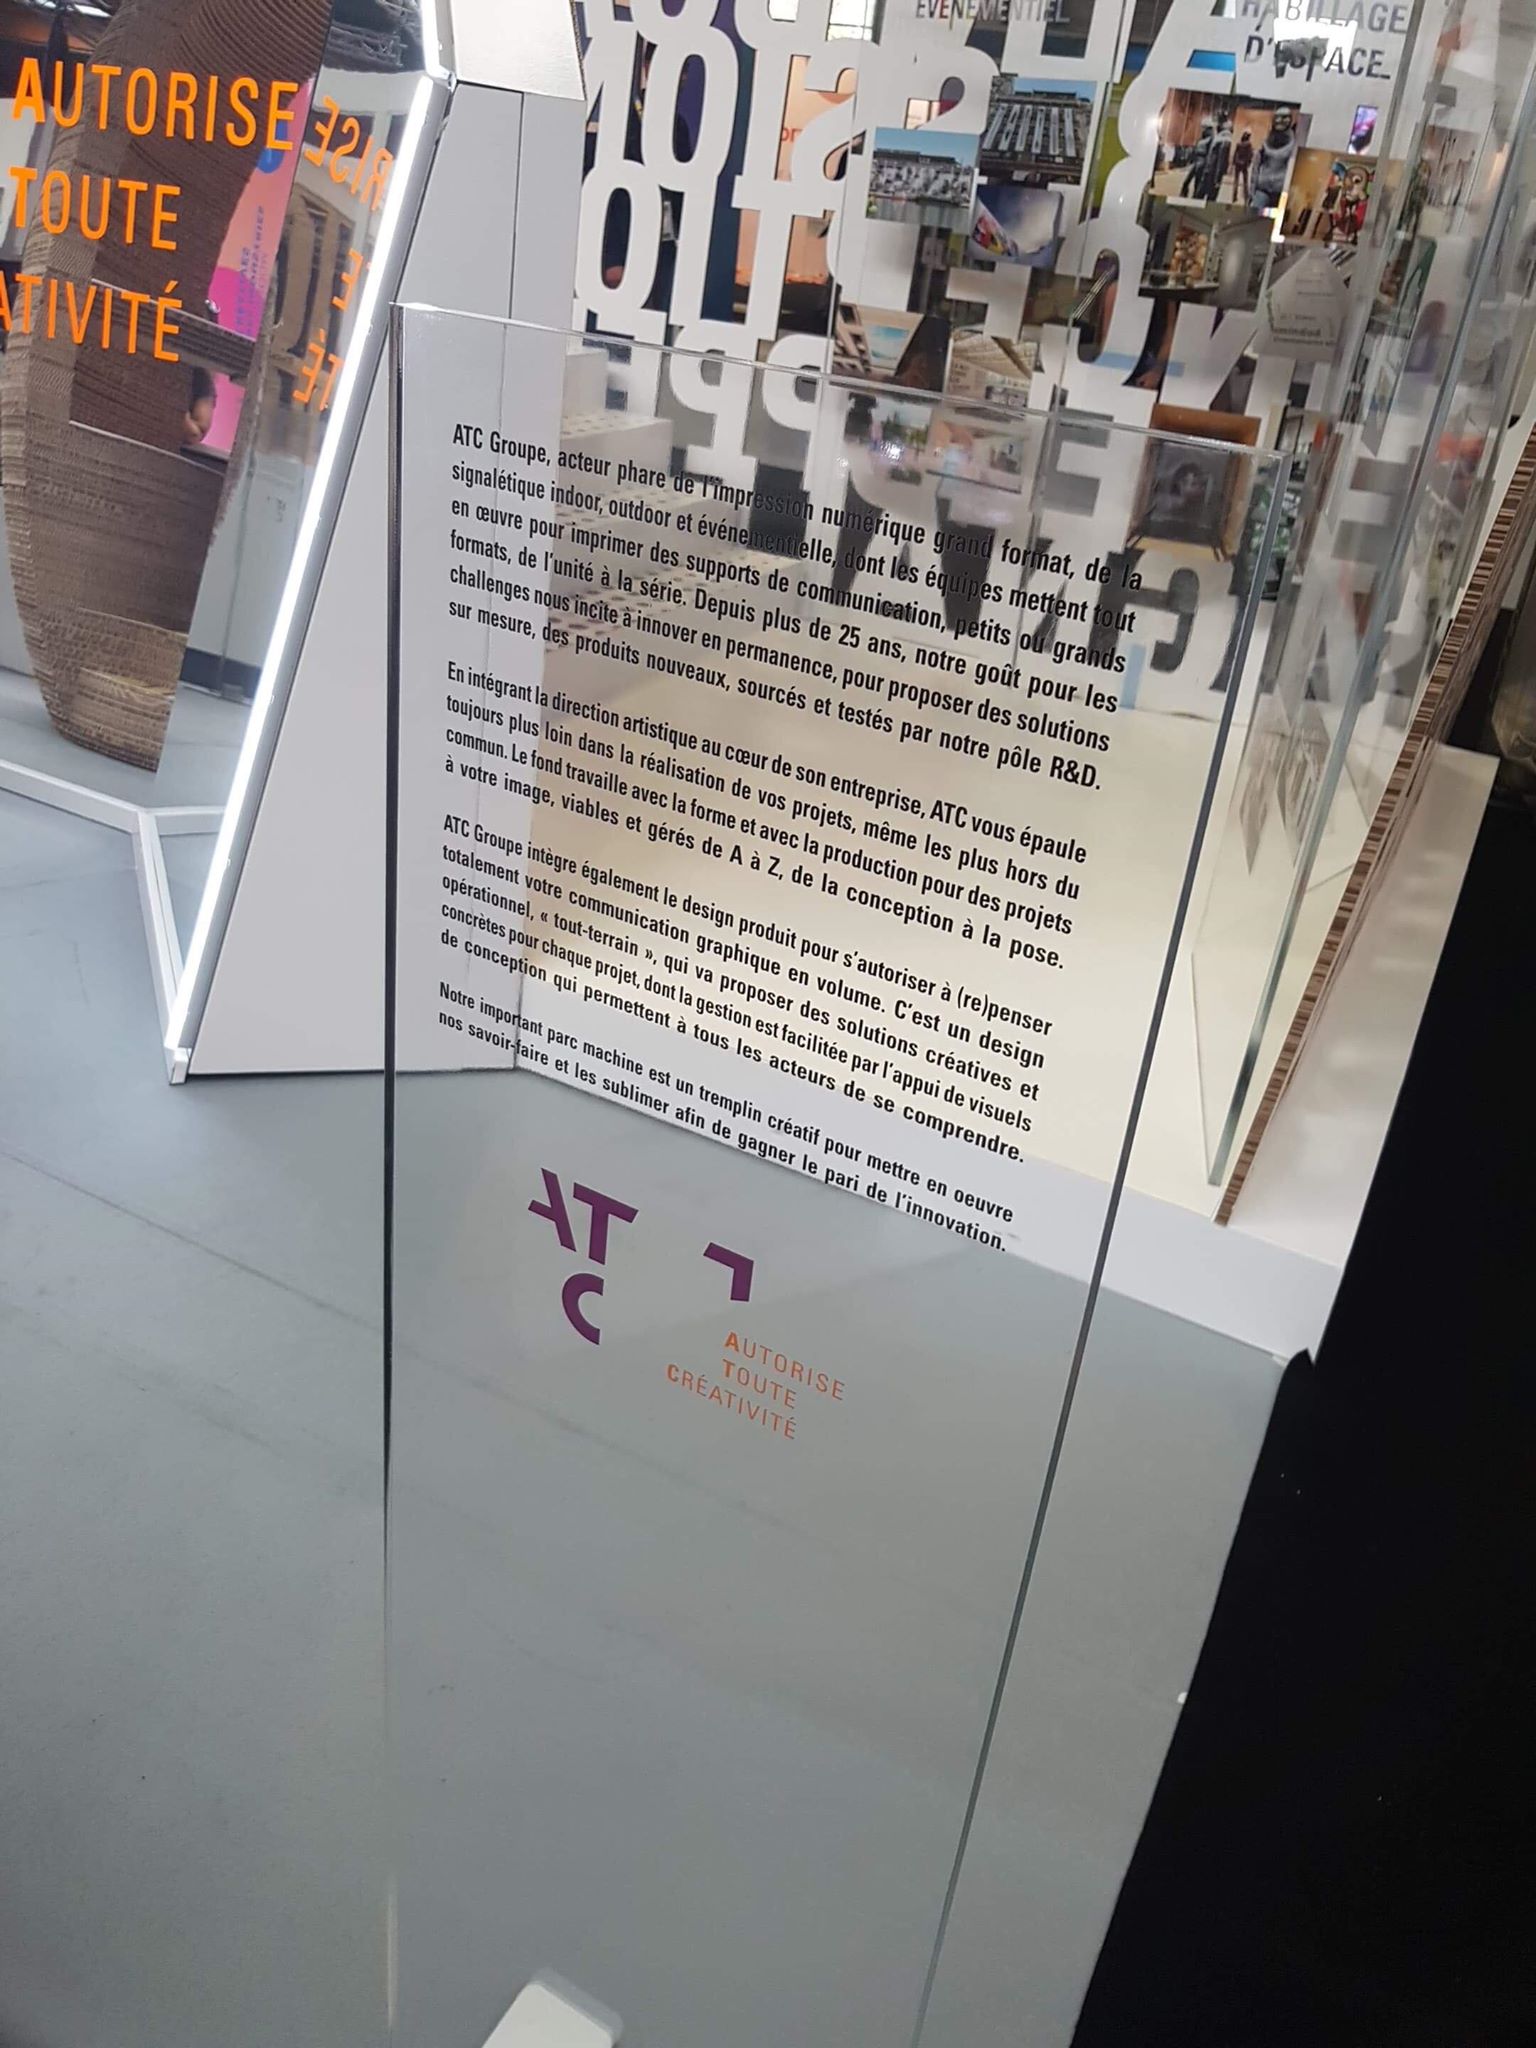 AUTORISE
TOUTE
ATIVITÉ
ÉVÉNEMENTIEL
HABILLAGE
D'ESPACE
ATC Groupe, acteur phare de l'impression numérique grand format, de la
signalétique indoor, outdoor et événementielle, dont les équipes mettent tout
en œuvre pour imprimer des supports de communication, petits ou grands
formats, de l'unité à la série. Depuis plus de 25 ans, notre goût pour les
challenges nous incite à innover en permanence, pour proposer des solutions
sur mesure, des produits nouveaux, sourcés et testés par notre pôle R&D.
En intégrant la direction artistique au cœur de son entreprise, ATC vous épaule
toujours plus loin dans la réalisation de vos projets, même les plus hors du
commun. Le fond travaille avec la forme et avec la production pour des projets
à votre image, viables et gérés de A à Z, de la conception à la pose.
ATC Groupe intègre également le design produit pour s'autoriser à (re)penser
totalement votre communication graphique en volume. C'est un design
opérationnel, « tout-terrain », qui va proposer des solutions créatives et
concrètes pour chaque projet, dont la gestion est facilitée par l'appui de visuels
de conception qui permettent à tous les acteurs de se comprendre.
Notre important parc machine est un tremplin créatif pour mettre en oeuvre
nos savoir-faire et les sublimer afin de gagner le pari de l'innovation.
ATC
AUTORISE
TOUTE
CRÉATIVITÉ